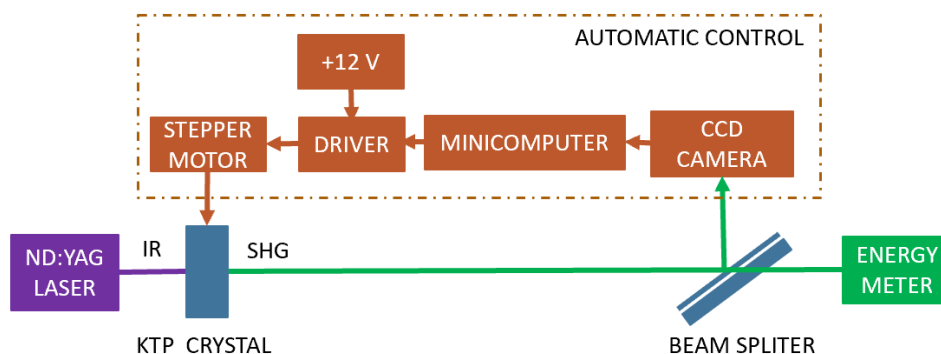 AUTOMATIC CONTROL
+12 V
STEPPER
MOTOR
DRIVER
MINICOMPUTER
CCD
CAMERA
ND:YAG
LASER
IR
SHG
ENERGY
METER
KTP CRYSTAL
BEAM SPLITER